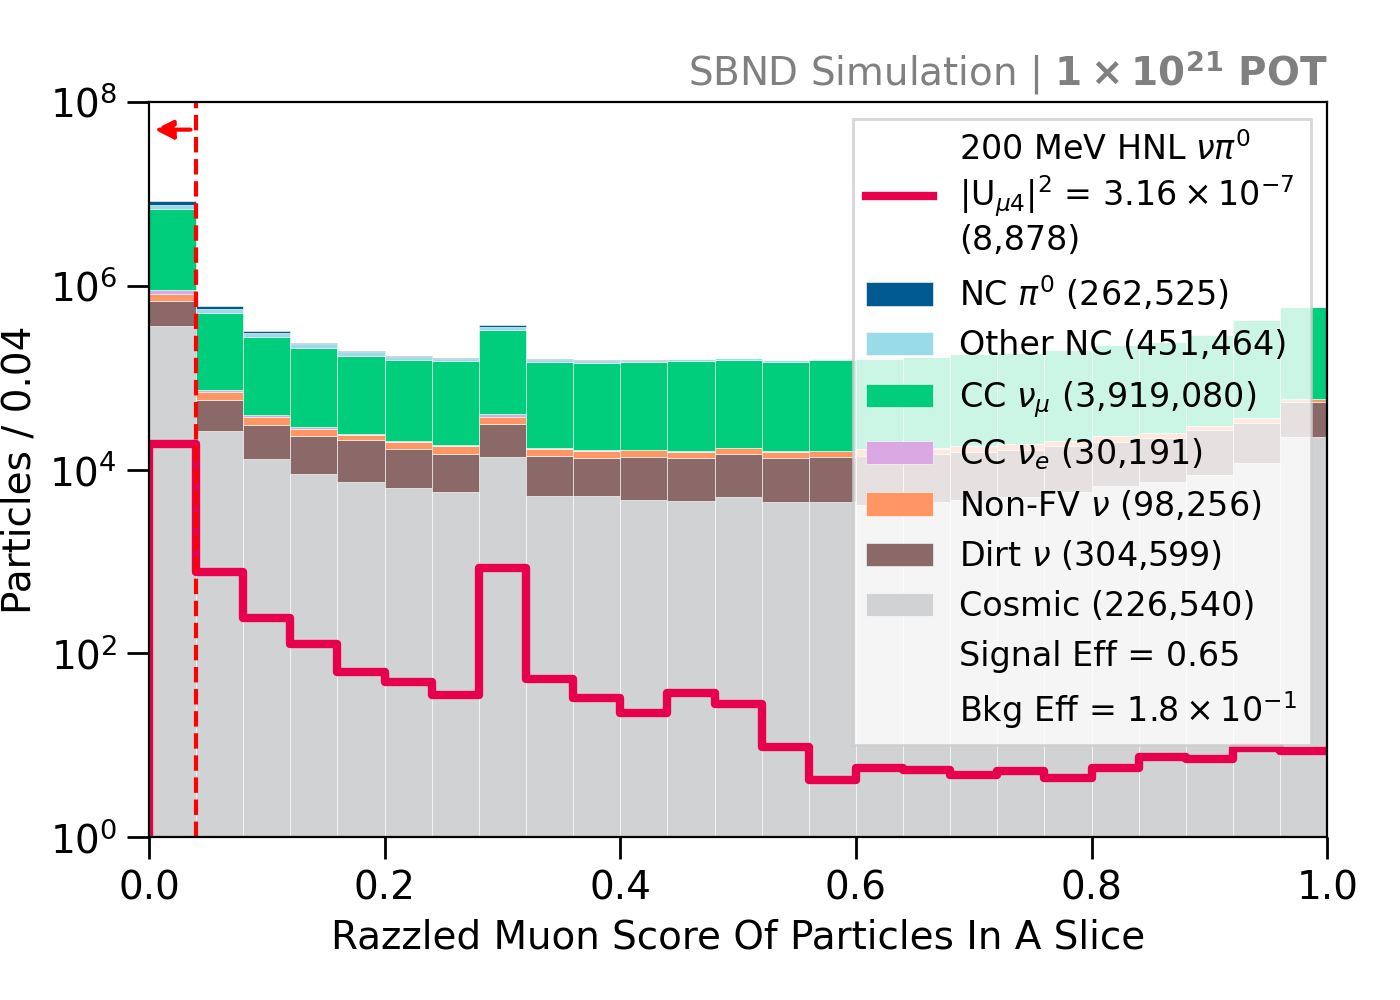 SBND Simulation | 1 × 10²¹ POT
10⁸
10⁶
10⁴
10²
10⁰
Particles / 0.04
200 MeV HNL νπ⁰
|U_μ4|² = 3.16 × 10⁻⁷
(8,878)
NC π⁰ (262,525)
Other NC (451,464)
CC ν_μ (3,919,080)
CC ν_e (30,191)
Non-FV ν (98,256)
Dirt ν (304,599)
Cosmic (226,540)
Signal Eff = 0.65
Bkg Eff = 1.8 × 10⁻¹
0.0 0.2 0.4 0.6 0.8 1.0
Razzled Muon Score Of Particles In A Slice